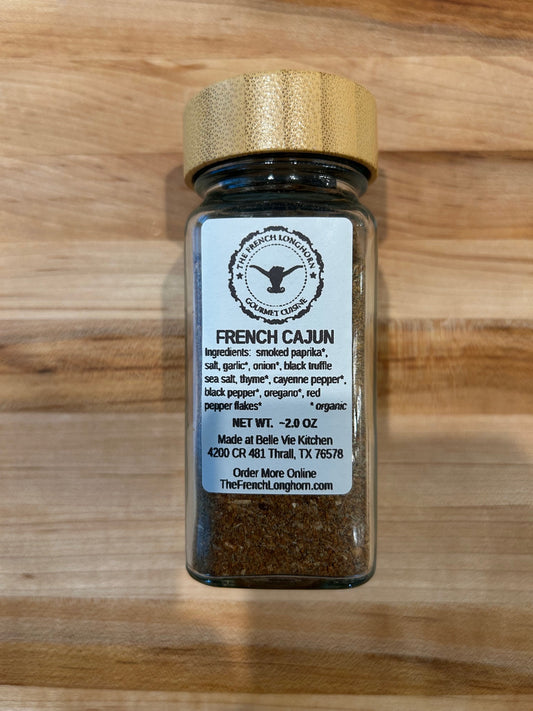 THE FRENCH LONGHORN
GOURMET CUISINE
FRENCH CAJUN
Ingredients: smoked paprika*,
salt, garlic*, onion*, black truffle
sea salt, thyme*, cayenne pepper*,
black pepper*, oregano*, red
pepper flakes* * organic
NET WT. ~2.0 OZ
Made at Belle Vie Kitchen
4200 CR 481 Thrall, TX 76578
Order More Online
TheFrenchLonghorn.com